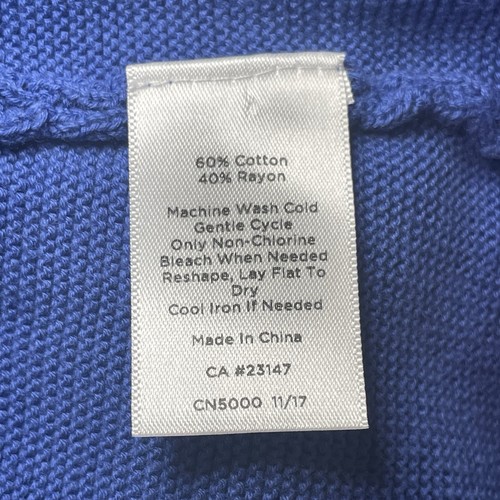 60% Cotton
40% Rayon
Machine Wash Cold
Gentle Cycle
Only Non-Chlorine
Bleach When Needed
Reshape, Lay Flat To
Dry
Cool Iron If Needed
Made In China
CA #23147
CN5000 11/17